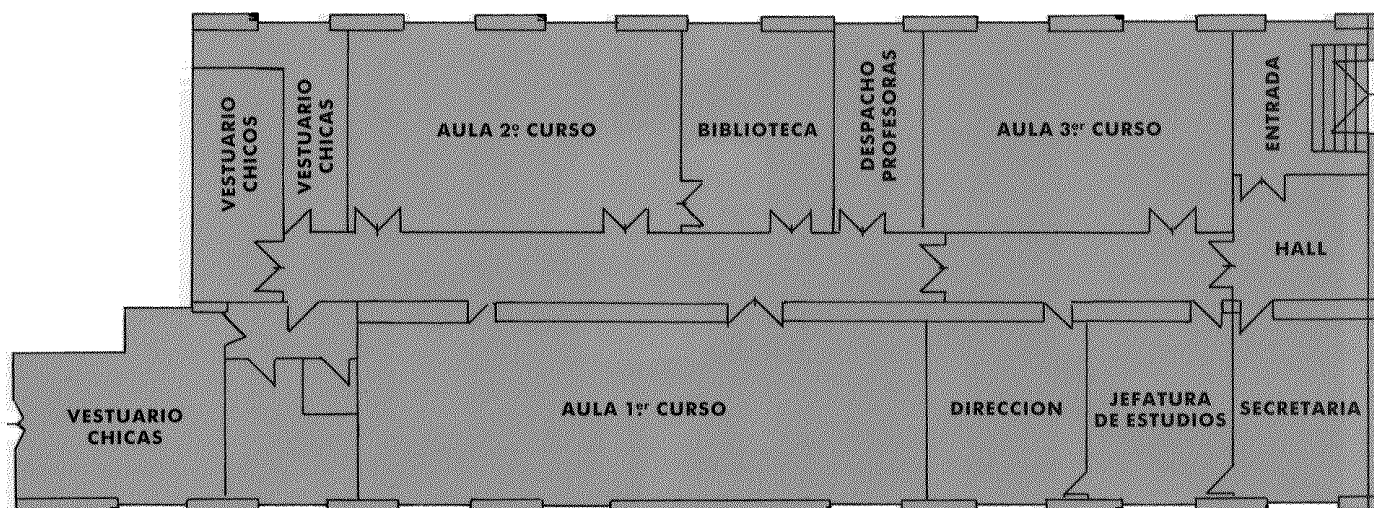 VESTUARIO
CHICOS
VESTUARIO
CHICAS
AULA 2º CURSO
BIBLIOTECA
DESPACHO
PROFESORAS
AULA 3er CURSO
ENTRADA
HALL
VESTUARIO
CHICAS
AULA 1er CURSO
DIRECCION
JEFATURA
DE ESTUDIOS
SECRETARIA